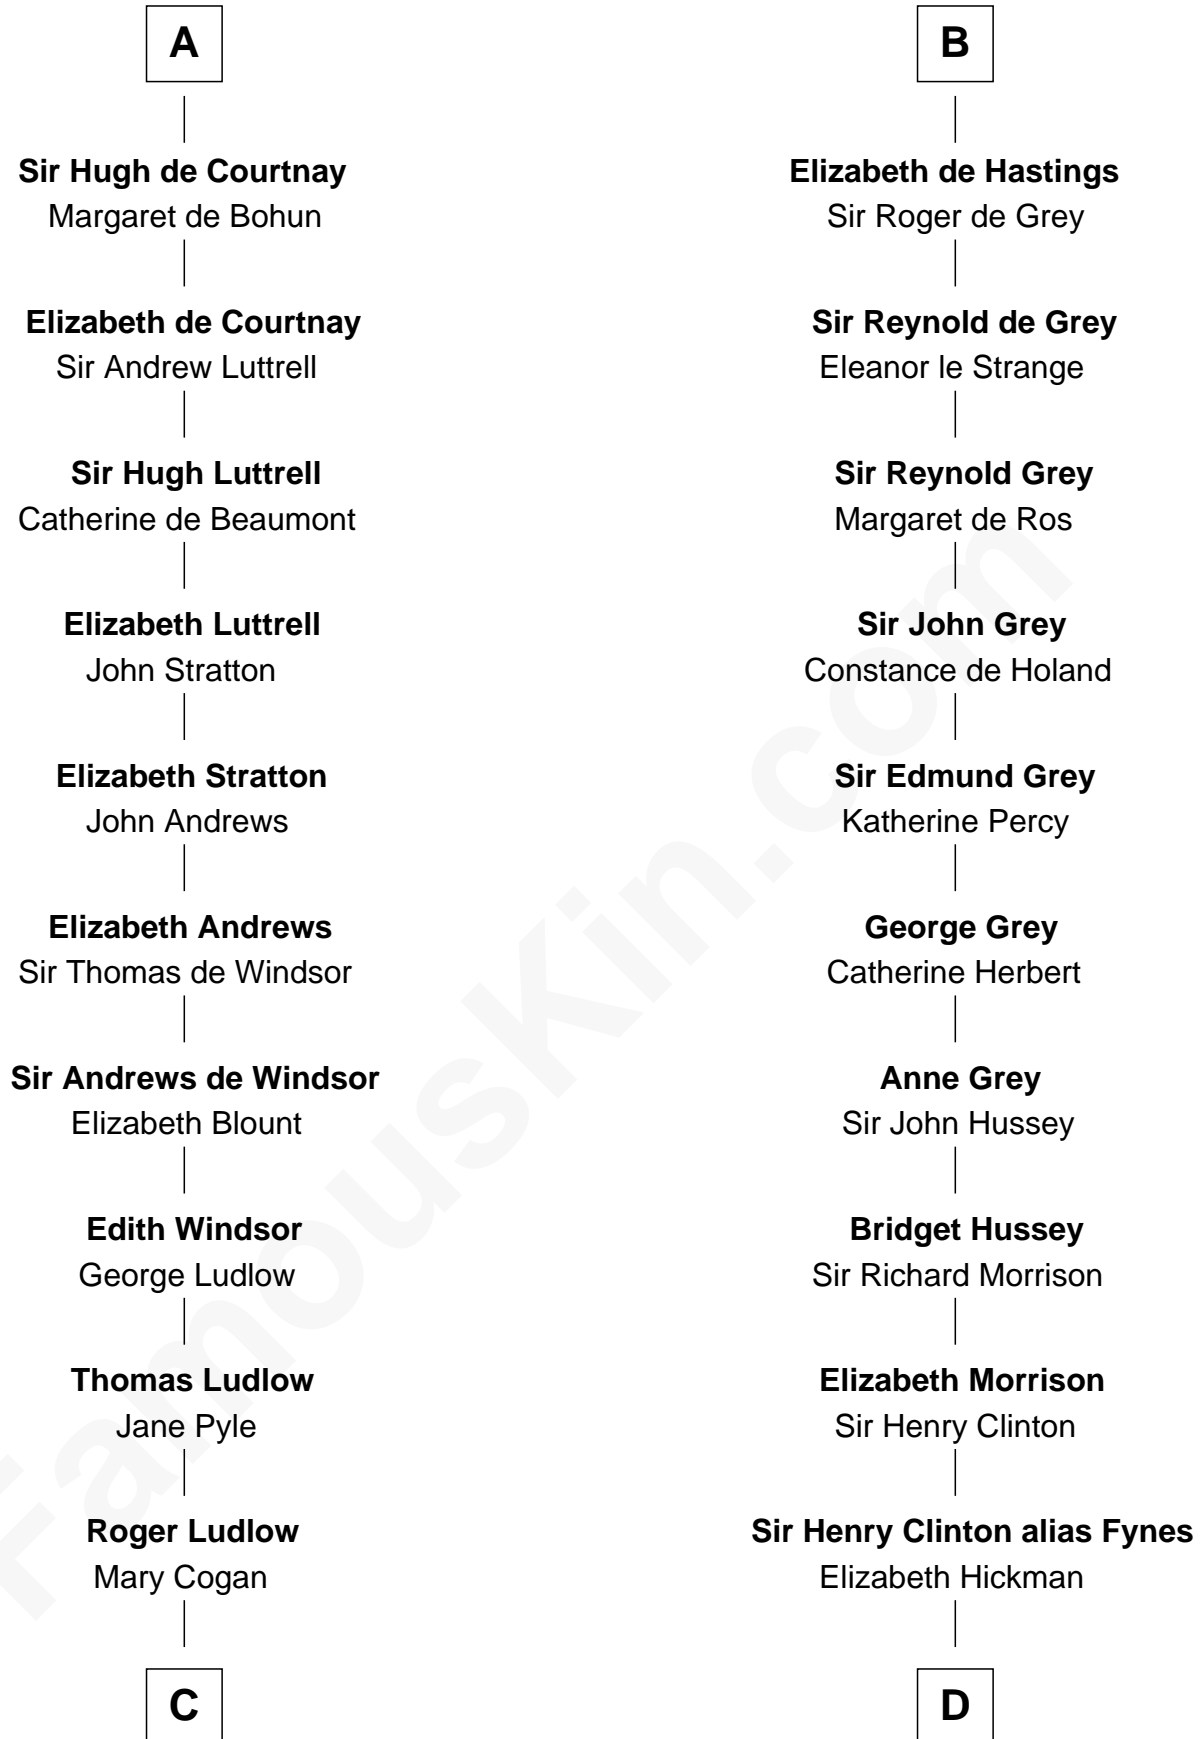 A
Sir Hugh de Courtnay
Margaret de Bohun
Elizabeth de Courtnay
Sir Andrew Luttrell
Sir Hugh Luttrell
Catherine de Beaumont
Elizabeth Luttrell
John Stratton
Elizabeth Stratton
John Andrews
Elizabeth Andrews
Sir Thomas de Windsor
Sir Andrews de Windsor
Elizabeth Blount
Edith Windsor
George Ludlow
Thomas Ludlow
Jane Pyle
Roger Ludlow
Mary Cogan
C
B
Elizabeth de Hastings
Sir Roger de Grey
Sir Reynold de Grey
Eleanor le Strange
Sir Reynold Grey
Margaret de Ros
Sir John Grey
Constance de Holand
Sir Edmund Grey
Katherine Percy
George Grey
Catherine Herbert
Anne Grey
Sir John Hussey
Bridget Hussey
Sir Richard Morrison
Elizabeth Morrison
Sir Henry Clinton
Sir Henry Clinton alias Fynes
Elizabeth Hickman
D
FamousKin.com